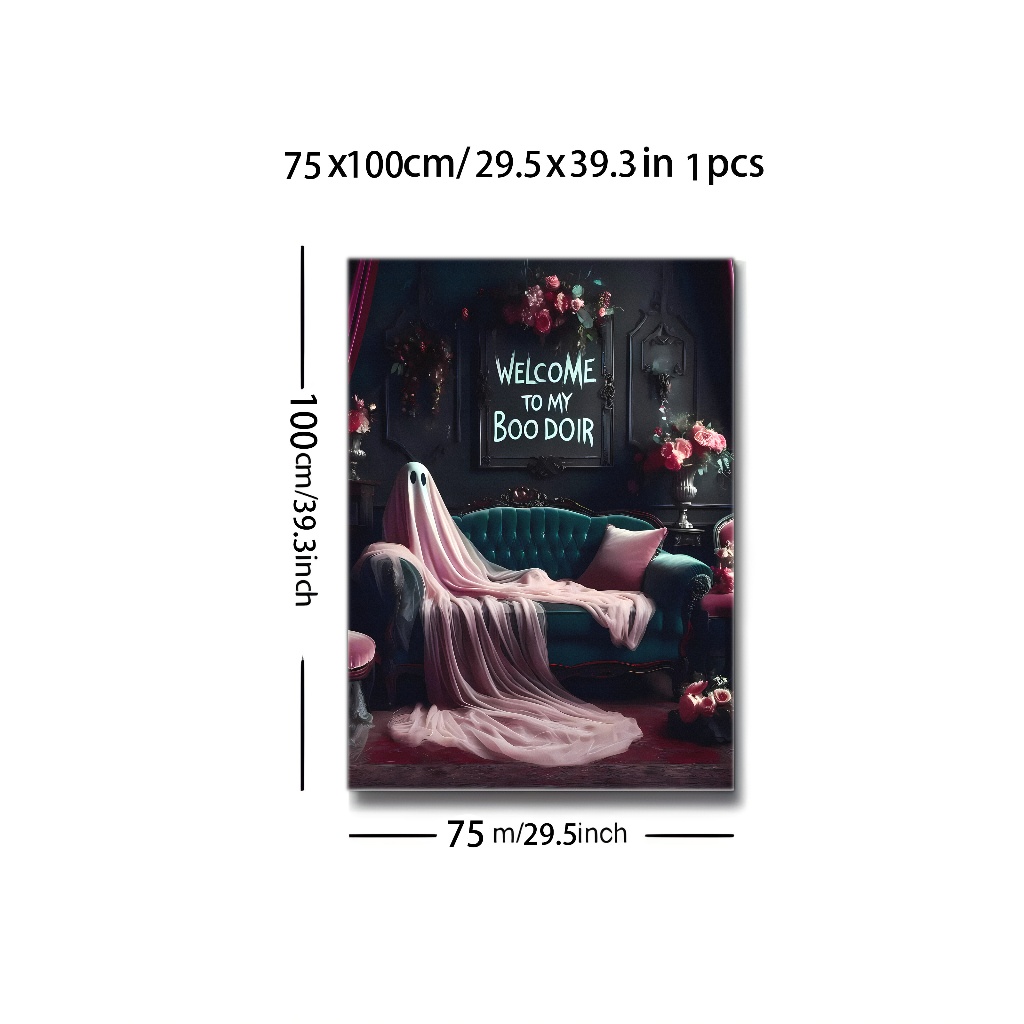 75x100cm/29.5x39.3in 1pcs
WELCOME
TO MY
BOO DOIR
100cm/39.3inch
75 m/29.5inch